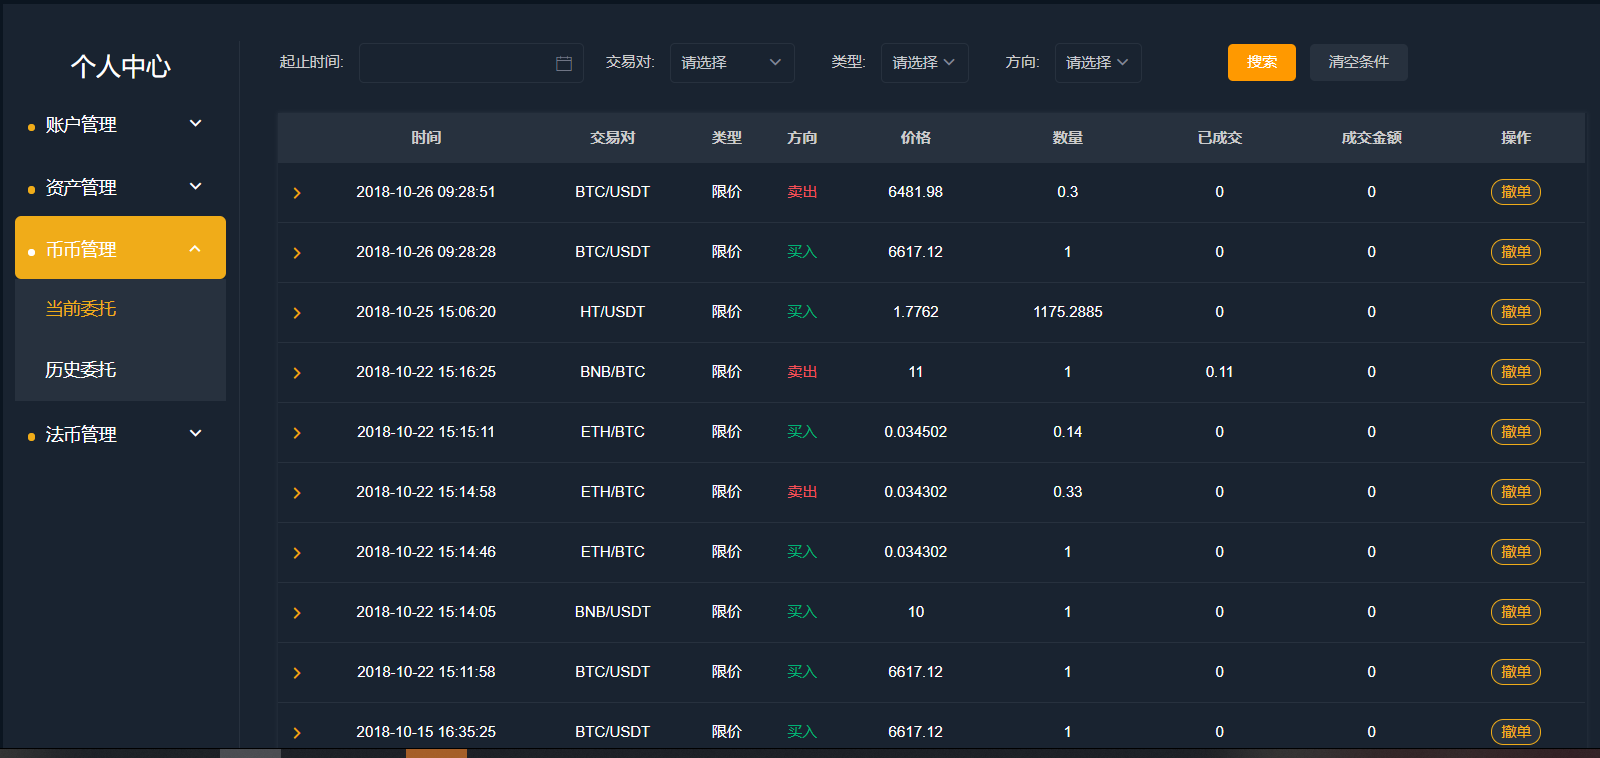 个人中心
账户管理
资产管理
币币管理
当前委托
历史委托
法币管理
起止时间: 交易对: 请选择 类型: 请选择 方向: 请选择 搜索 清空条件
时间 交易对 类型 方向 价格 数量 已成交 成交金额 操作
2018-10-26 09:28:51 BTC/USDT 限价 卖出 6481.98 0.3 0 0 撤单
2018-10-26 09:28:28 BTC/USDT 限价 买入 6617.12 1 0 0 撤单
2018-10-25 15:06:20 HT/USDT 限价 买入 1.7762 1175.2885 0 0 撤单
2018-10-22 15:16:25 BNB/BTC 限价 卖出 11 1 0.11 0 撤单
2018-10-22 15:15:11 ETH/BTC 限价 买入 0.034502 0.14 0 0 撤单
2018-10-22 15:14:58 ETH/BTC 限价 卖出 0.034302 0.33 0 0 撤单
2018-10-22 15:14:46 ETH/BTC 限价 买入 0.034302 1 0 0 撤单
2018-10-22 15:14:05 BNB/USDT 限价 买入 10 1 0 0 撤单
2018-10-22 15:11:58 BTC/USDT 限价 买入 6617.12 1 0 0 撤单
2018-10-15 16:35:25 BTC/USDT 限价 买入 6617.12 1 0 0 撤单